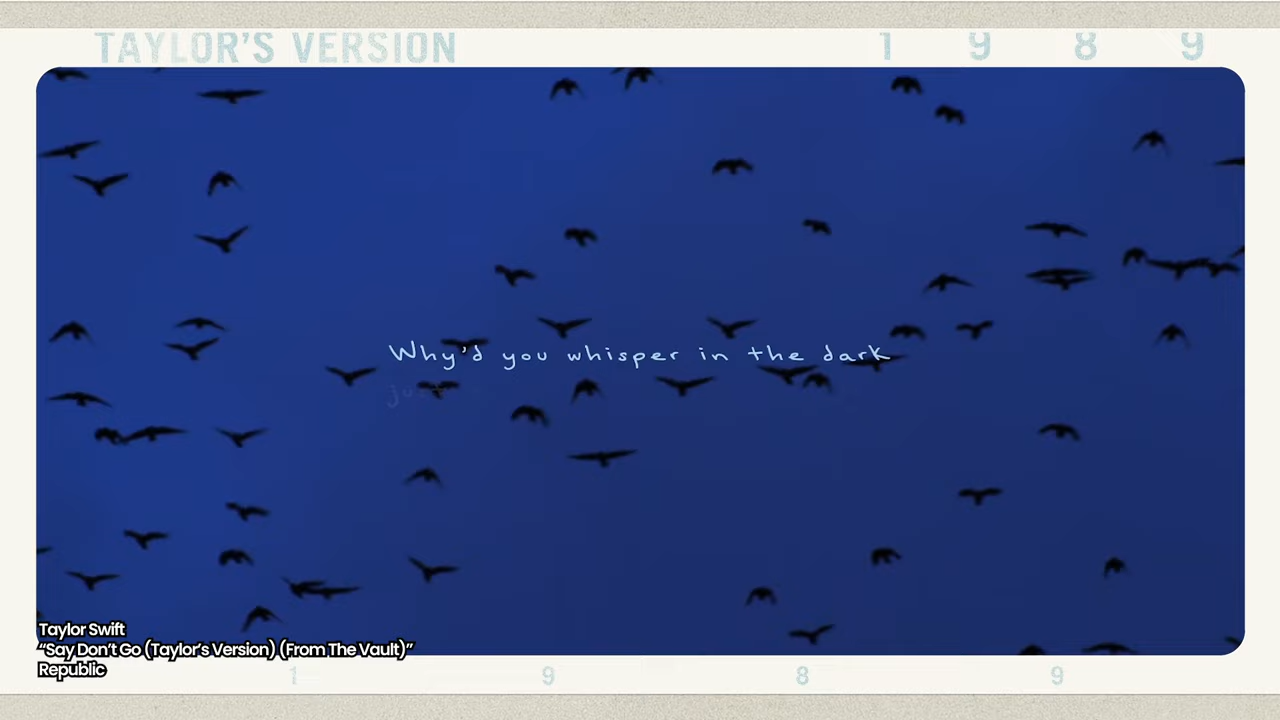 TAYLOR'S VERSION 1 9 8 9
Why'd you whisper in the dark
Taylor Swift
“Say Don't Go (Taylor's Version) (From The Vault)”
Republic
1 9 8 9